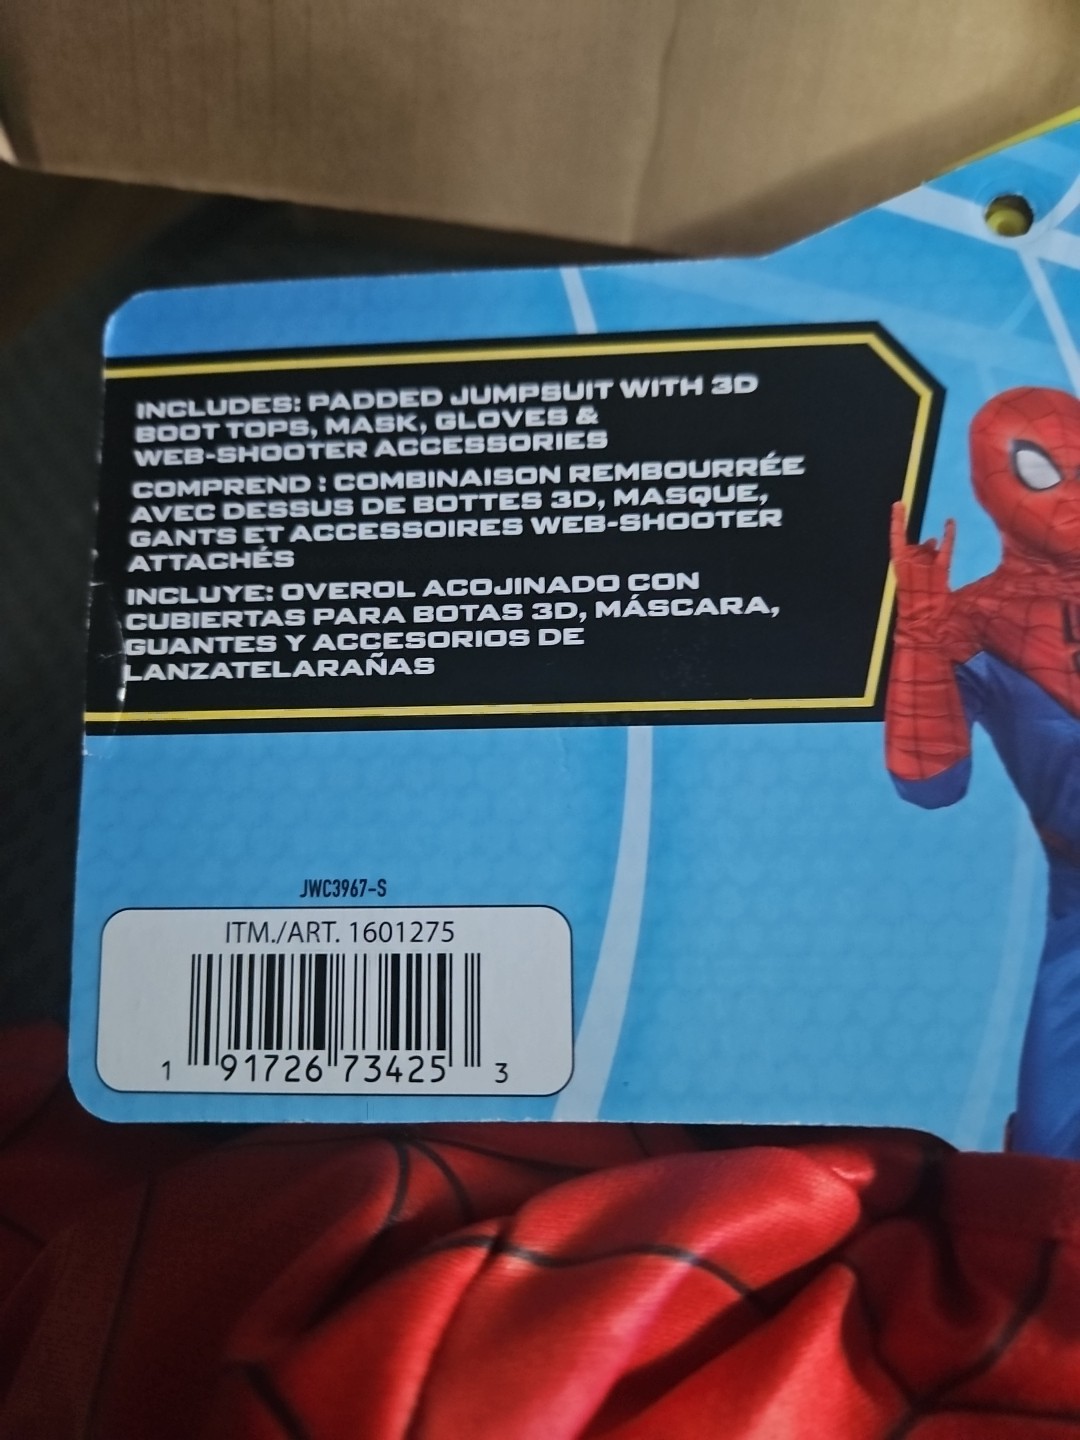 INCLUDES: PADDED JUMPSUIT WITH 3D
BOOT TOPS, MASK, GLOVES &
WEB-SHOOTER ACCESSORIES
COMPREND : COMBINAISON REMBOURRÉE
AVEC DESSUS DE BOTTES 3D, MASQUE,
GANTS ET ACCESSOIRES WEB-SHOOTER
ATTACHÉS
INCLUYE: OVEROL ACOJINADO CON
CUBIERTAS PARA BOTAS 3D, MÁSCARA,
GUANTES Y ACCESORIOS DE
LANZATELARAÑAS
JWC3967-S
ITM./ART. 1601275
1 91726 73425 3